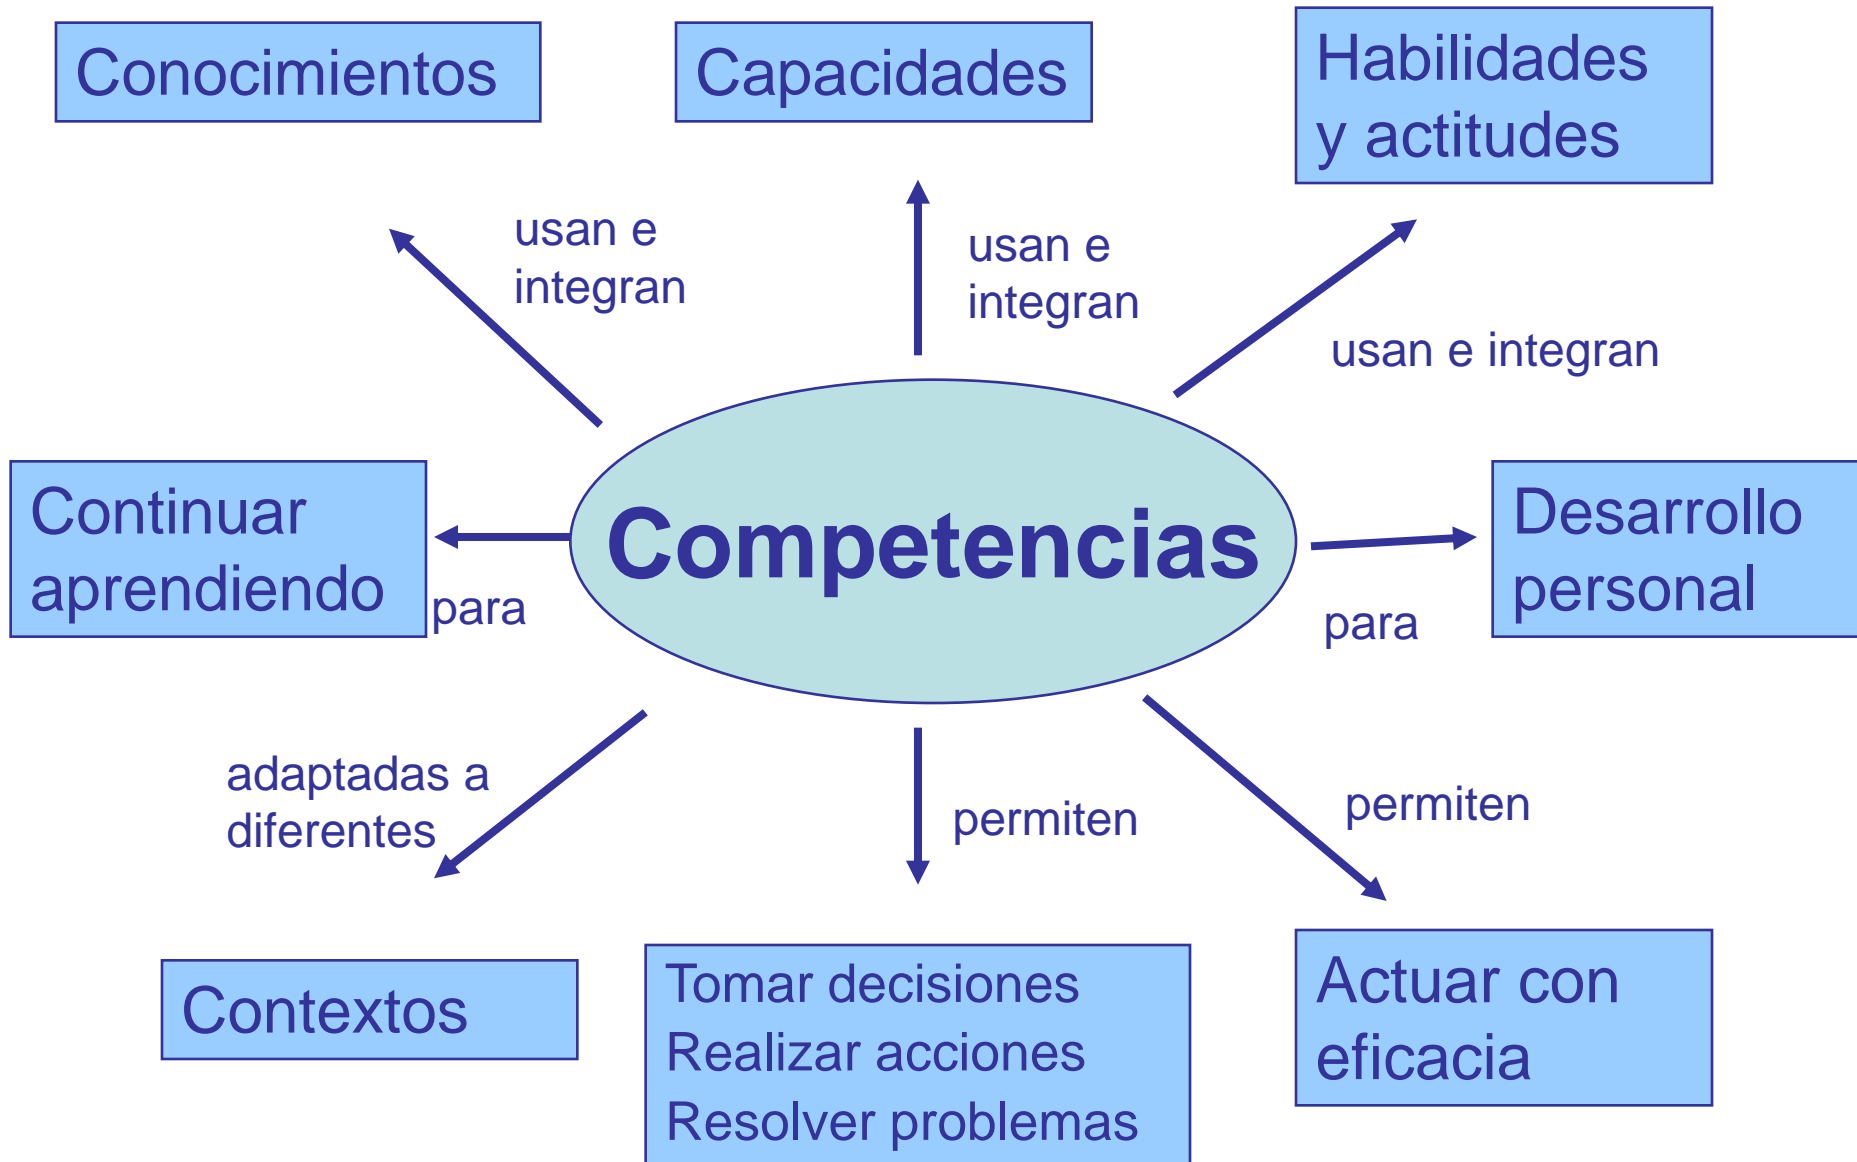 Conocimientos
Capacidades
Habilidades
y actitudes
usan e
integran
usan e
integran
usan e integran
Continuar
aprendiendo
para
Competencias
Desarrollo
personal
para
adaptadas a
diferentes
permiten
permiten
Contextos
Tomar decisiones
Realizar acciones
Resolver problemas
Actuar con
eficacia